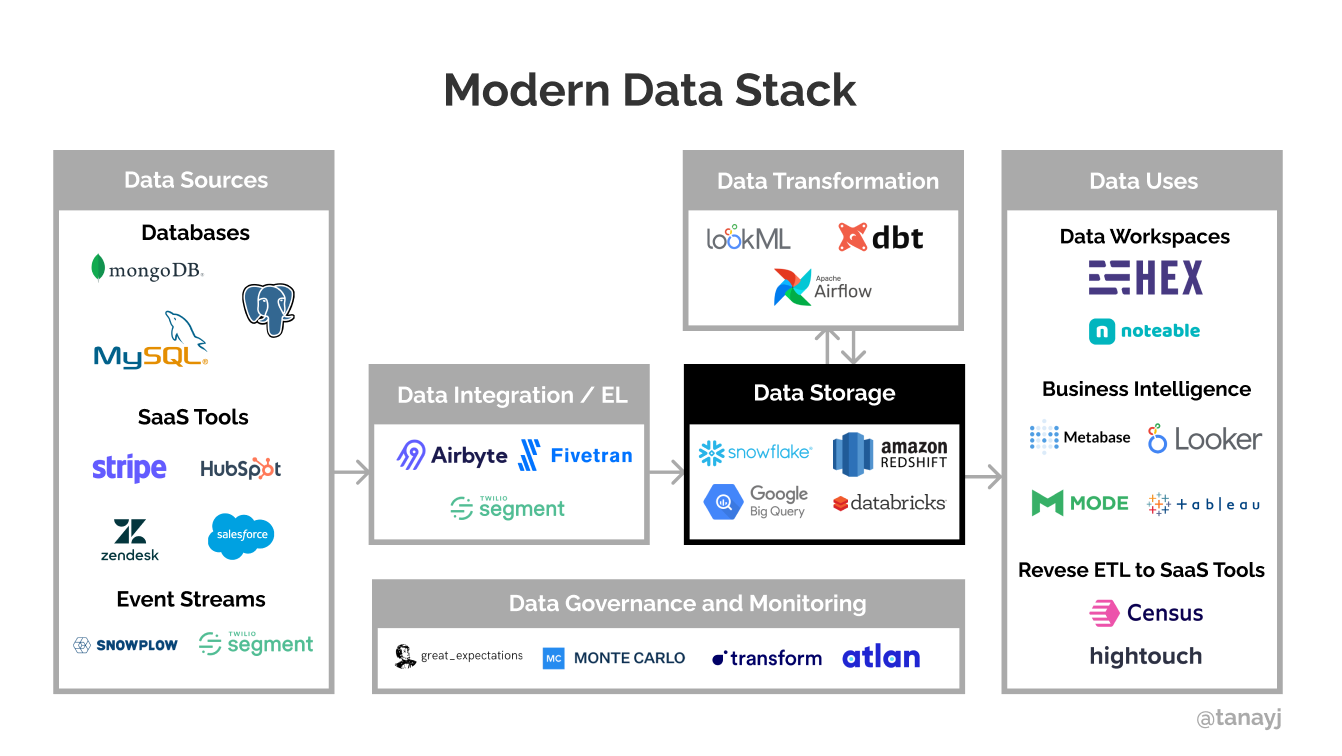 Modern Data Stack
Data Sources
Databases
mongoDB.
MySQL®
SaaS Tools
stripe
HubSpot
zendesk
salesforce
Event Streams
SNOWPLOW
TWILIO
segment
Data Integration / EL
Airbyte
Fivetran
TWILIO
segment
Data Transformation
lookML
dbt
Apache
Airflow
Data Storage
snowflake®
amazon
REDSHIFT
Google
Big Query
databricks
Data Governance and Monitoring
great_expectations
MC MONTE CARLO
transform
atlan
Data Uses
Data Workspaces
HEX
n noteable
Business Intelligence
Metabase
Looker
MODE
+ a b | e a u
Revese ETL to SaaS Tools
Census
hightouch
@tanayj